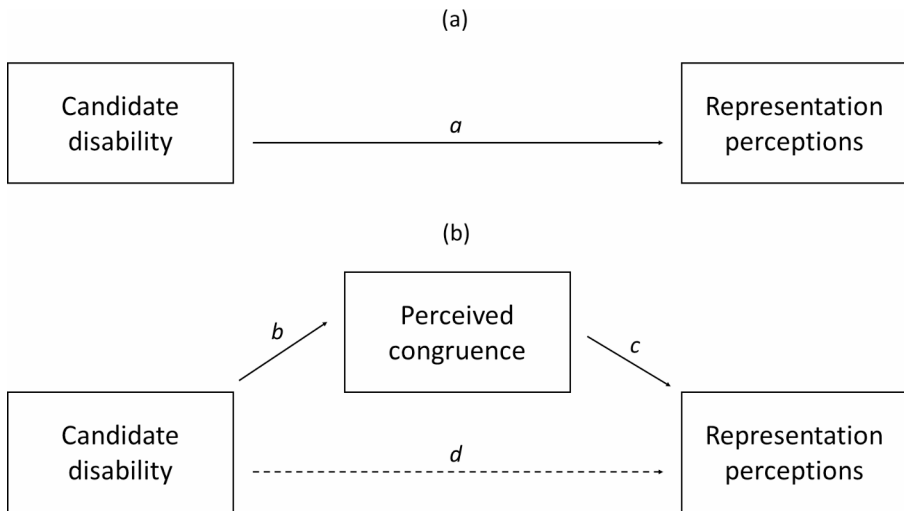 (a)
Candidate
disability
a
Representation
perceptions
(b)
Perceived
congruence
b
c
Candidate
disability
d
Representation
perceptions